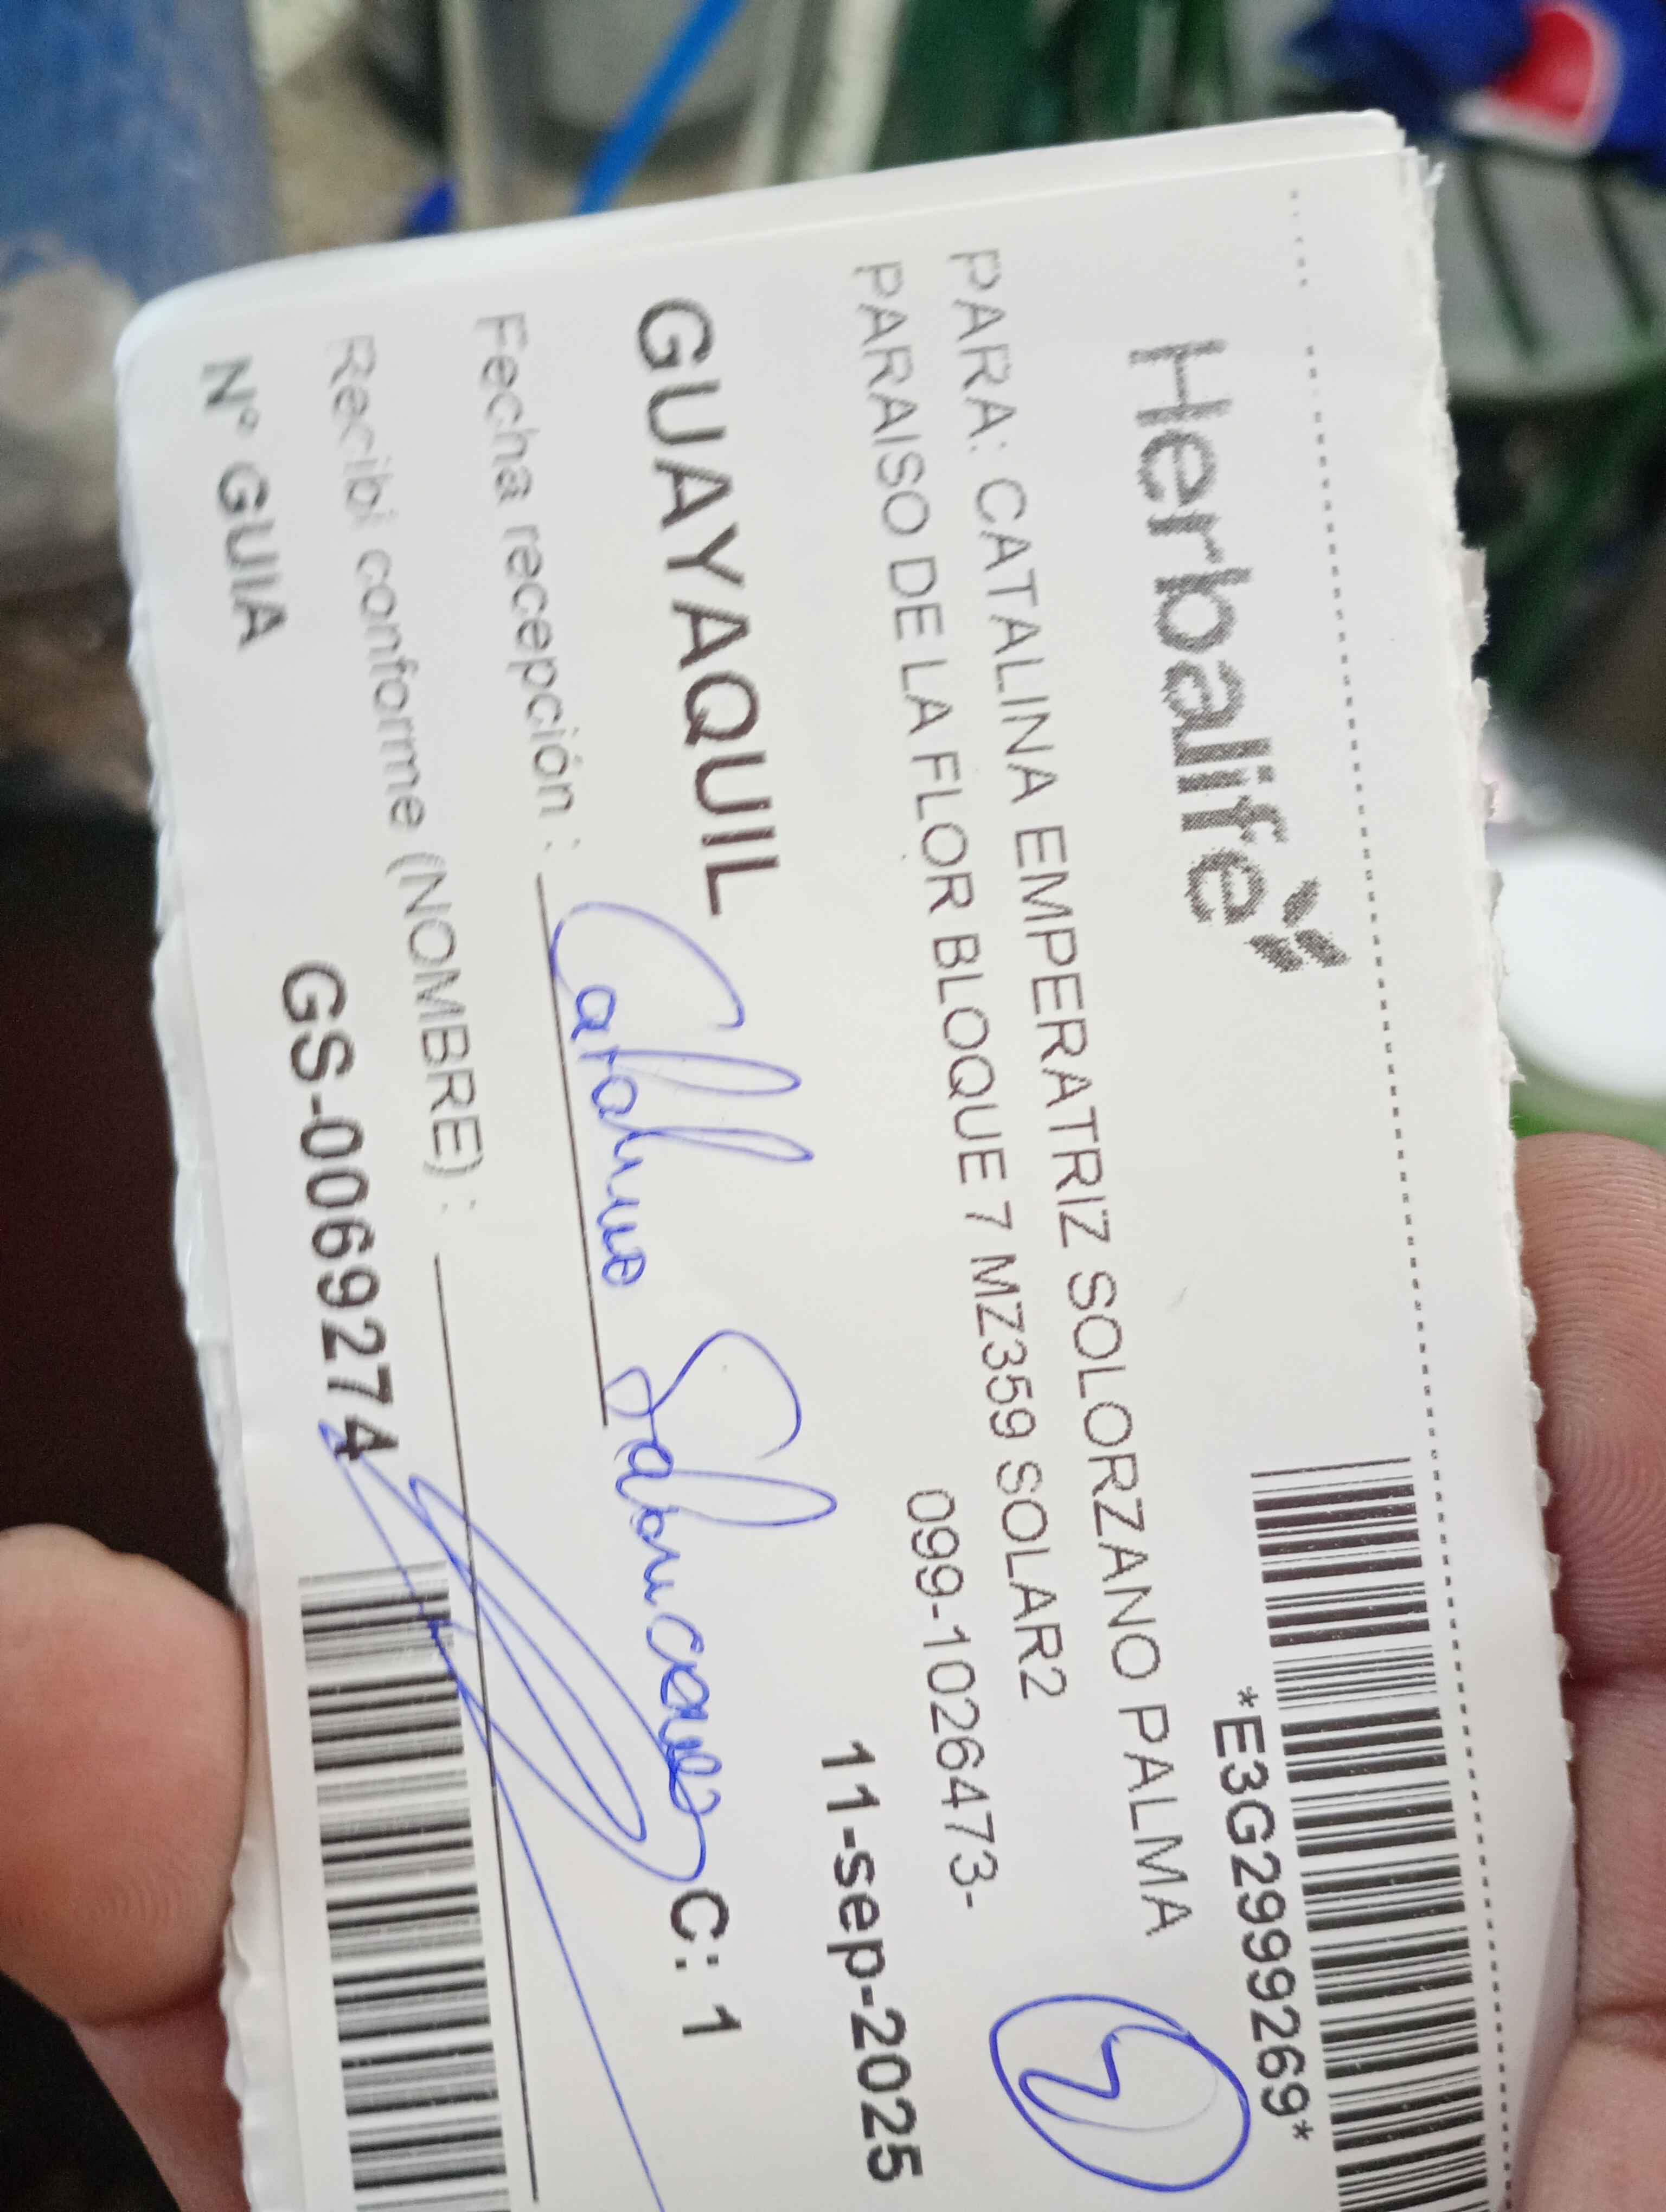 Herbalife
*E3G2999269*
PARA: CATALINA EMPERATRIZ SOLORZANO PALMA
PARAISO DE LA FLOR BLOQUE 7 MZ359 SOLAR2
099-1026473-
2
11-sep-2025
GUAYAQUIL
C: 1
Fecha recepción :
Recibí conforme (NOMBRE) :
N° GUIA
GS-0069274